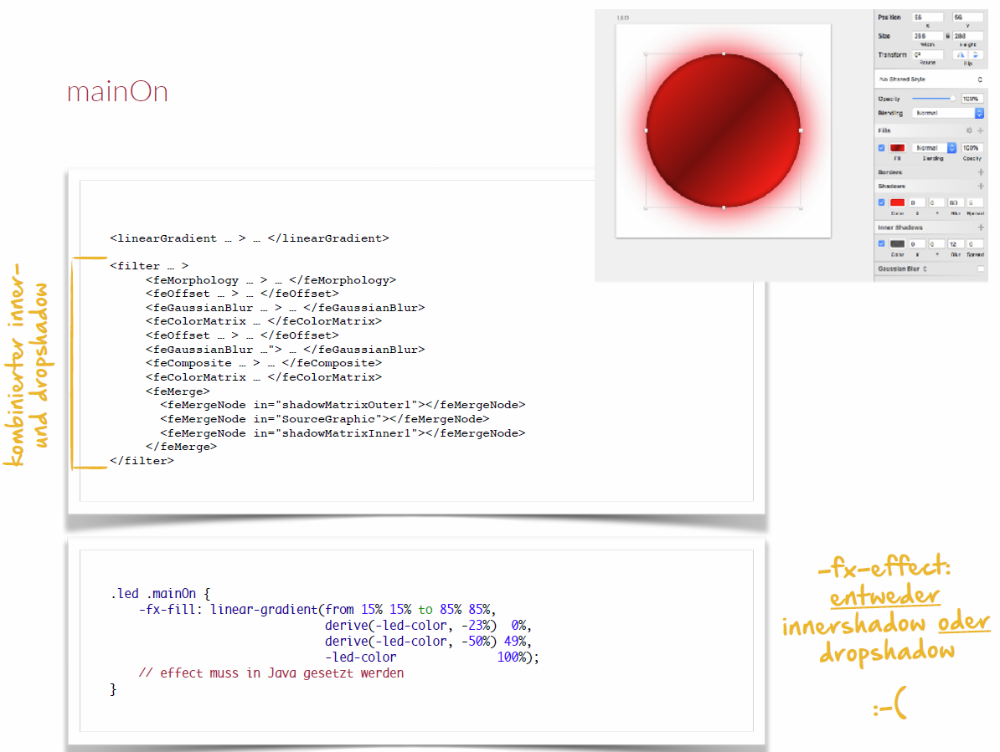 mainOn
LED
Position 56 56
X Y
Size 288 288
Width Height
Transform 0°
Rotate Flip
No Shared Style
Opacity 100%
Blending Normal
Fills
Normal 100%
Fill Blending Opacity
Borders
Shadows
0 0 60 5
Color X Y Blur Spread
Inner Shadows
0 0 12 0
Color X Y Blur Spread
Gaussian Blur
<linearGradient … > … </linearGradient>
<filter … >
<feMorphology … > … </feMorphology>
<feOffset … > … </feOffset>
<feGaussianBlur … > … </feGaussianBlur>
<feColorMatrix … </feColorMatrix>
<feOffset … > … </feOffset>
<feGaussianBlur …"> … </feGaussianBlur>
<feComposite … > … </feComposite>
<feColorMatrix … </feColorMatrix>
<feMerge>
<feMergeNode in="shadowMatrixOuter1"></feMergeNode>
<feMergeNode in="SourceGraphic"></feMergeNode>
<feMergeNode in="shadowMatrixInner1"></feMergeNode>
</feMerge>
</filter>
kombinierter inner-
und dropshadow
.led .mainOn {
-fx-fill: linear-gradient(from 15% 15% to 85% 85%,
derive(-led-color, -23%) 0%,
derive(-led-color, -50%) 49%,
-led-color 100%);
// effect muss in Java gesetzt werden
}
-fx-effect:
entweder
innershadow oder
dropshadow
:-(